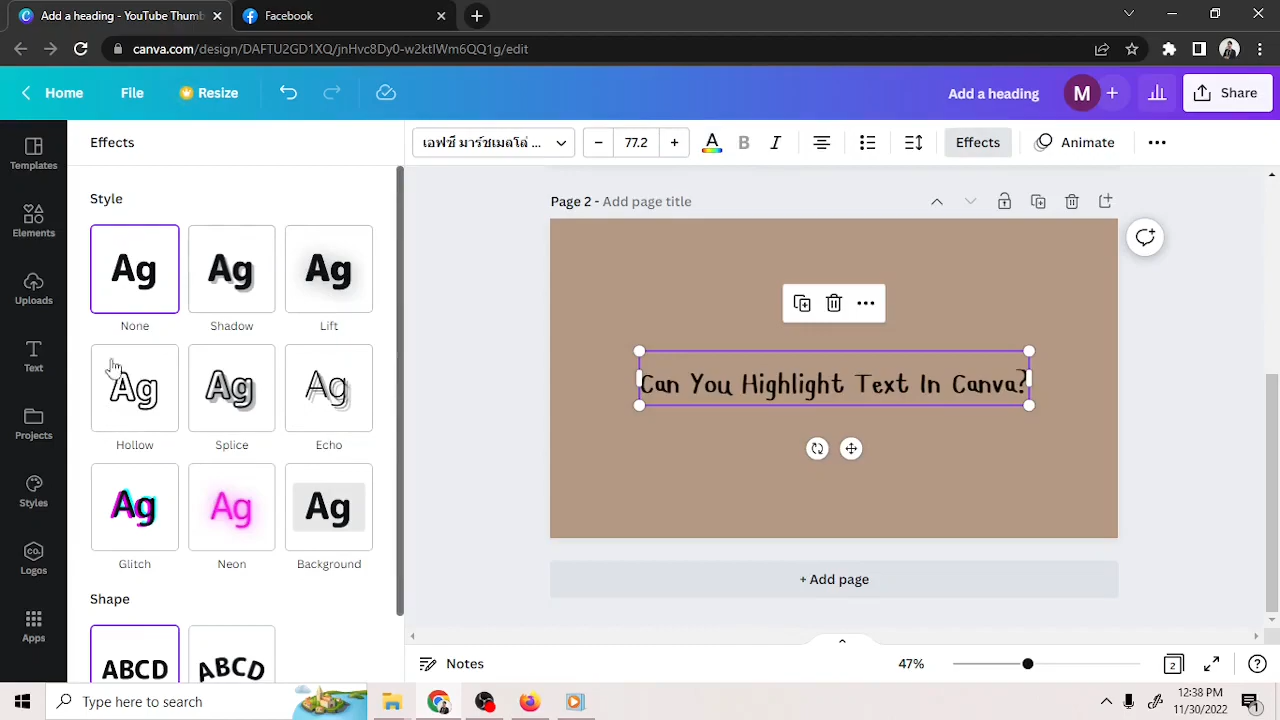 Add a heading - YouTube Thumb
Facebook
canva.com/design/DAFTU2GD1XQ/jnHvc8Dy0-w2ktlWm6QQ1g/edit
Home
File
Resize
Add a heading
M
Share
Templates
Elements
Uploads
Text
Projects
Styles
CO.
Logos
Apps
Effects
Style
Ag
None
Ag
Shadow
Ag
Lift
Ag
Hollow
Ag
Splice
Ag
Echo
Ag
Glitch
Ag
Neon
Ag
Background
Shape
ABCD
ABCD
เอฟซี มาร์ชเมลโล่ ...
77.2
A
B
I
Effects
Animate
Page 2 - Add page title
Can You Highlight Text In Canva?
+ Add page
Notes
47%
2
Type here to search
12:38 PM
11/30/2022
1